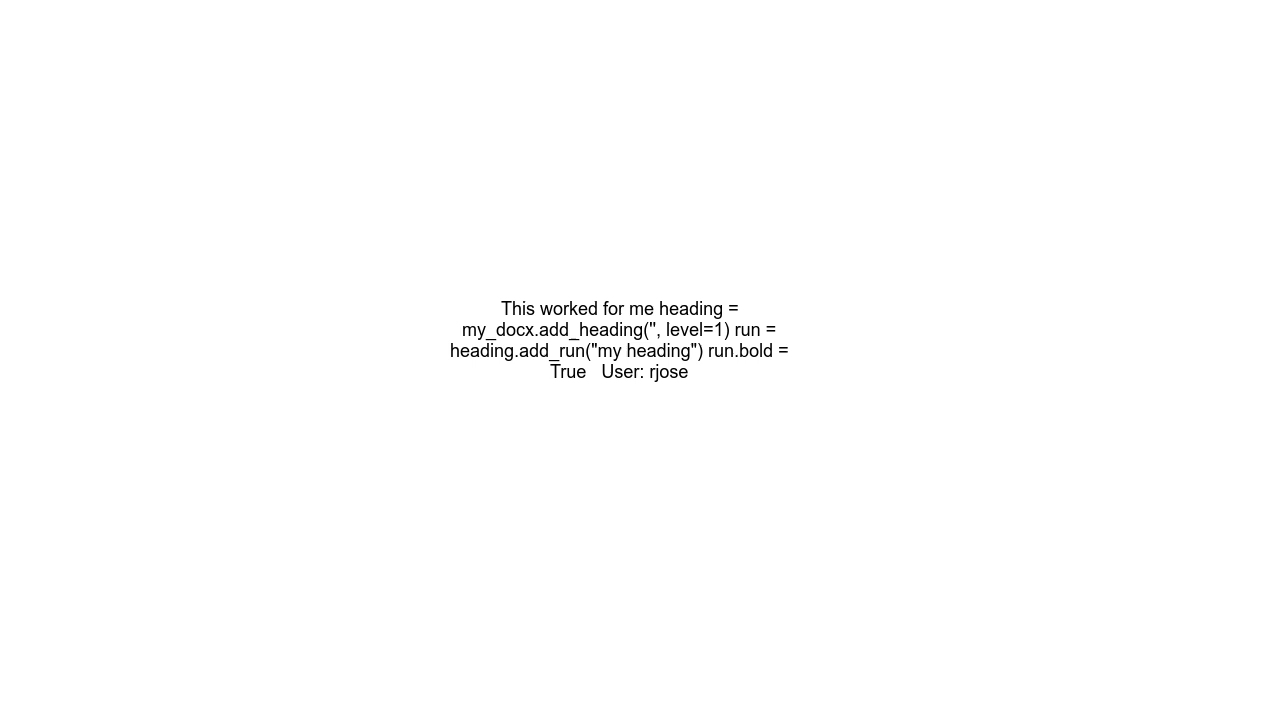 This worked for me heading =
my_docx.add_heading('', level=1) run =
heading.add_run("my heading") run.bold =
True   User: rjose